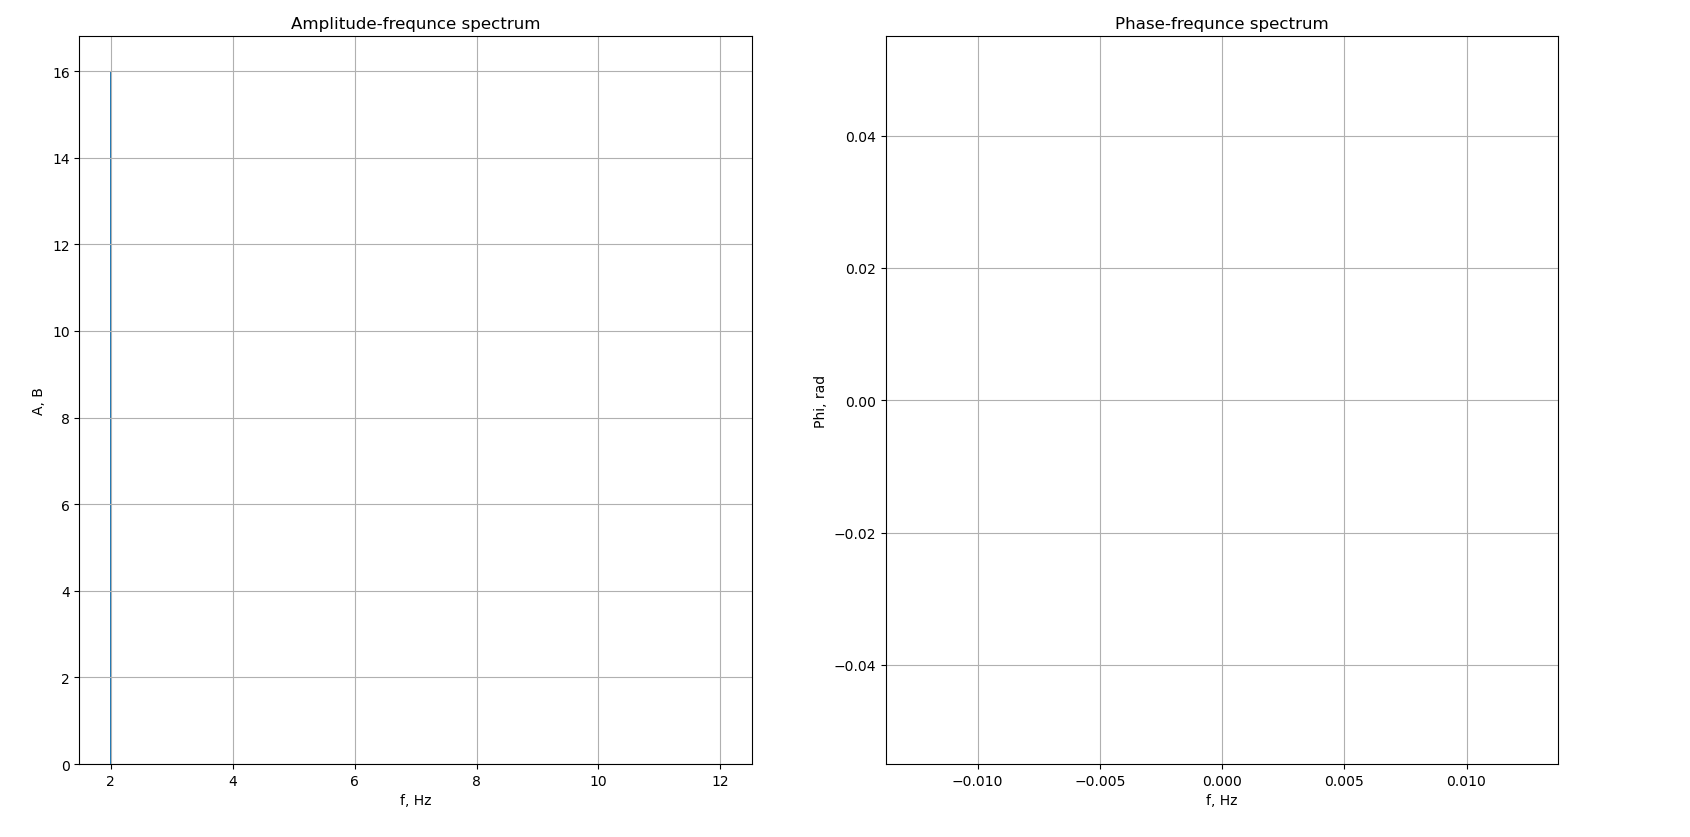 Amplitude-frequnce spectrum
16
14
12
10
8
6
4
2
0
A, B
2 4 6 8 10 12
f, Hz
Phase-frequnce spectrum
0.04
0.02
0.00
−0.02
−0.04
Phi, rad
−0.010 −0.005 0.000 0.005 0.010
f, Hz